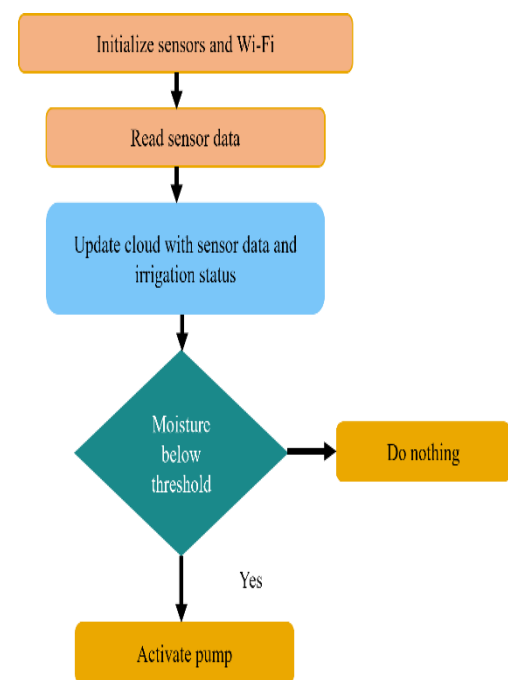 Initialize sensors and Wi-Fi
Read sensor data
Update cloud with sensor data and
irrigation status
Moisture
below
threshold
Do nothing
Yes
Activate pump